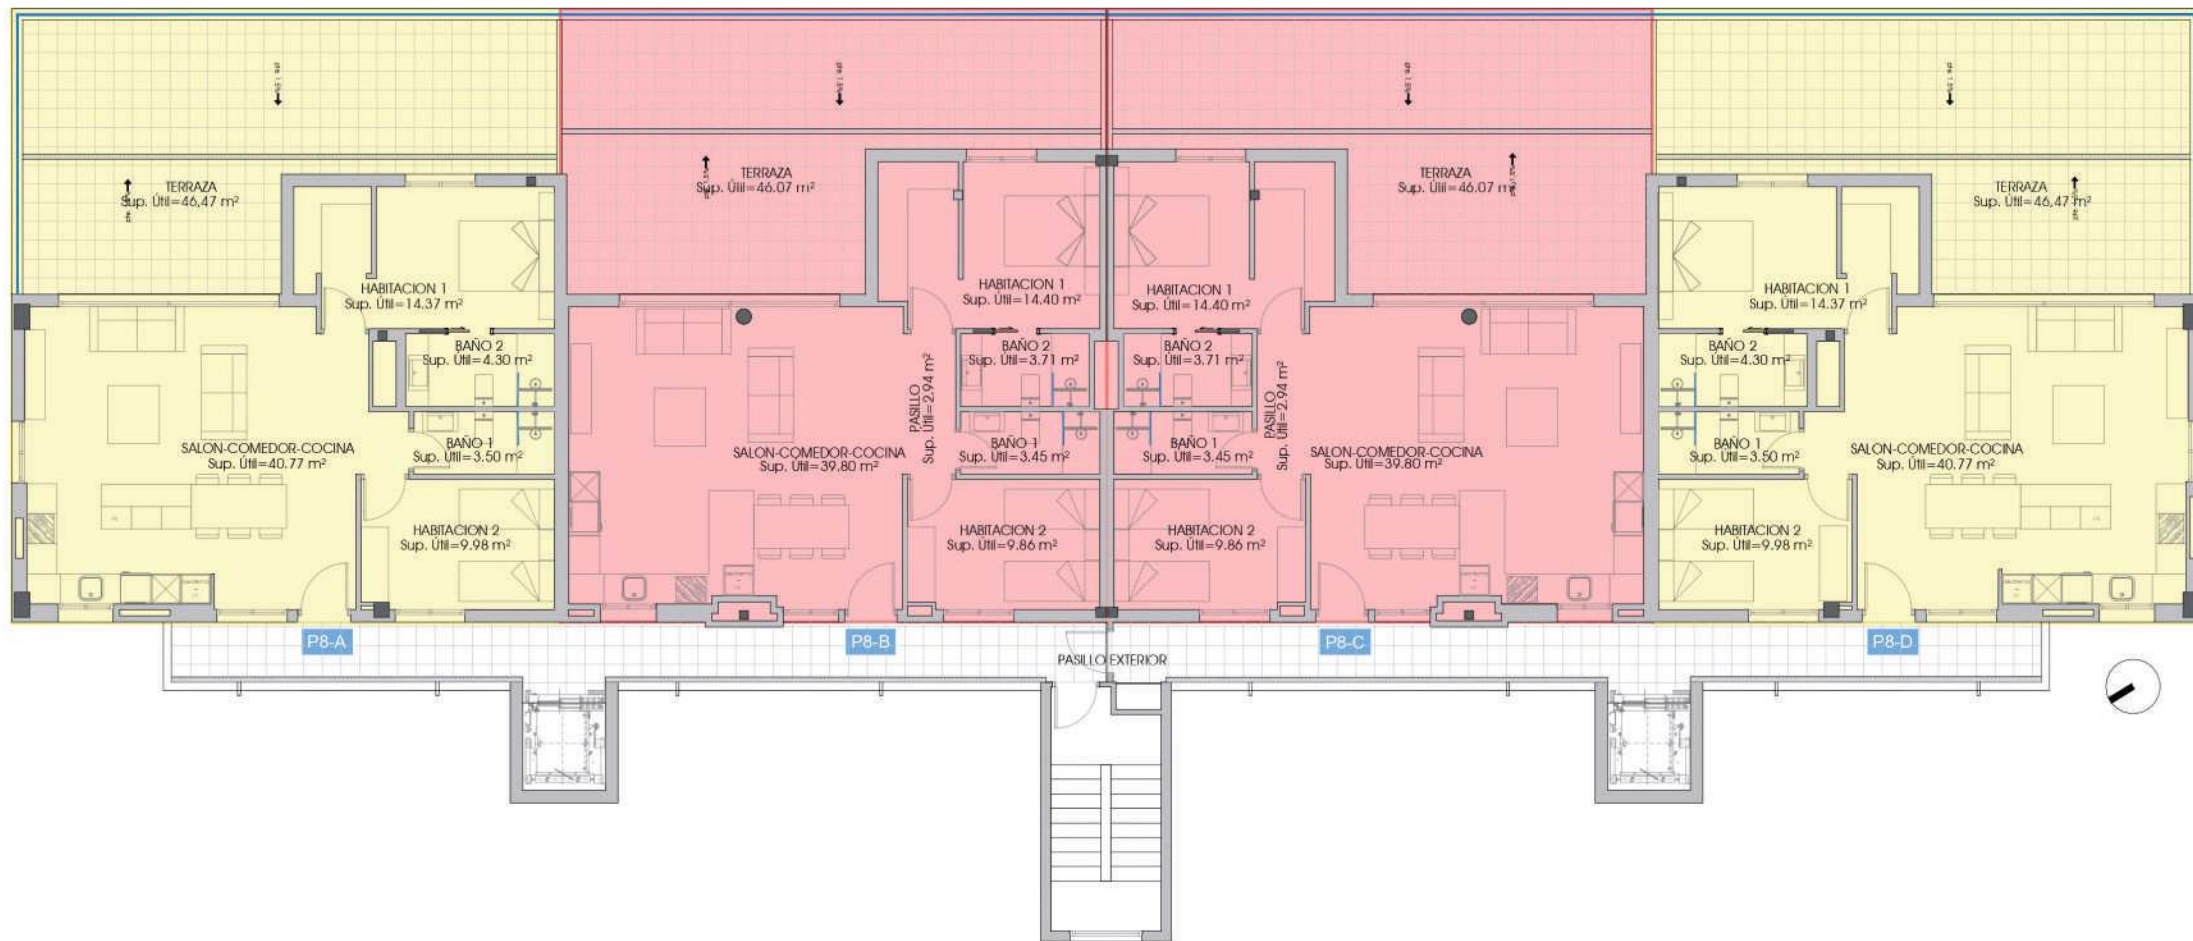 TERRAZA
Sup. Útil=46,47 m²
HABITACION 1
Sup. Útil=14.37 m²
BAÑO 2
Sup. Útil=4.30 m²
BAÑO 1
Sup. Útil=3.50 m²
SALON-COMEDOR-COCINA
Sup. Útil=40.77 m²
HABITACION 2
Sup. Útil=9.98 m²
P8-A
TERRAZA
Sup. Útil=46.07 m²
HABITACION 1
Sup. Útil=14.40 m²
BAÑO 2
Sup. Útil=3.71 m²
PASILLO
Sup. Útil=2.94 m²
BAÑO 1
Sup. Útil=3.45 m²
SALON-COMEDOR-COCINA
Sup. Útil=39.80 m²
HABITACION 2
Sup. Útil=9.86 m²
P8-B
TERRAZA
Sup. Útil=46.07 m²
HABITACION 1
Sup. Útil=14.40 m²
BAÑO 2
Sup. Útil=3.71 m²
PASILLO
Sup. Útil=2.94 m²
BAÑO 1
Sup. Útil=3.45 m²
SALON-COMEDOR-COCINA
Sup. Útil=39.80 m²
HABITACION 2
Sup. Útil=9.86 m²
P8-C
TERRAZA
Sup. Útil=46,47 m²
HABITACION 1
Sup. Útil=14.37 m²
BAÑO 2
Sup. Útil=4.30 m²
BAÑO 1
Sup. Útil=3.50 m²
SALON-COMEDOR-COCINA
Sup. Útil=40.77 m²
HABITACION 2
Sup. Útil=9.98 m²
P8-D
PASILLO EXTERIOR